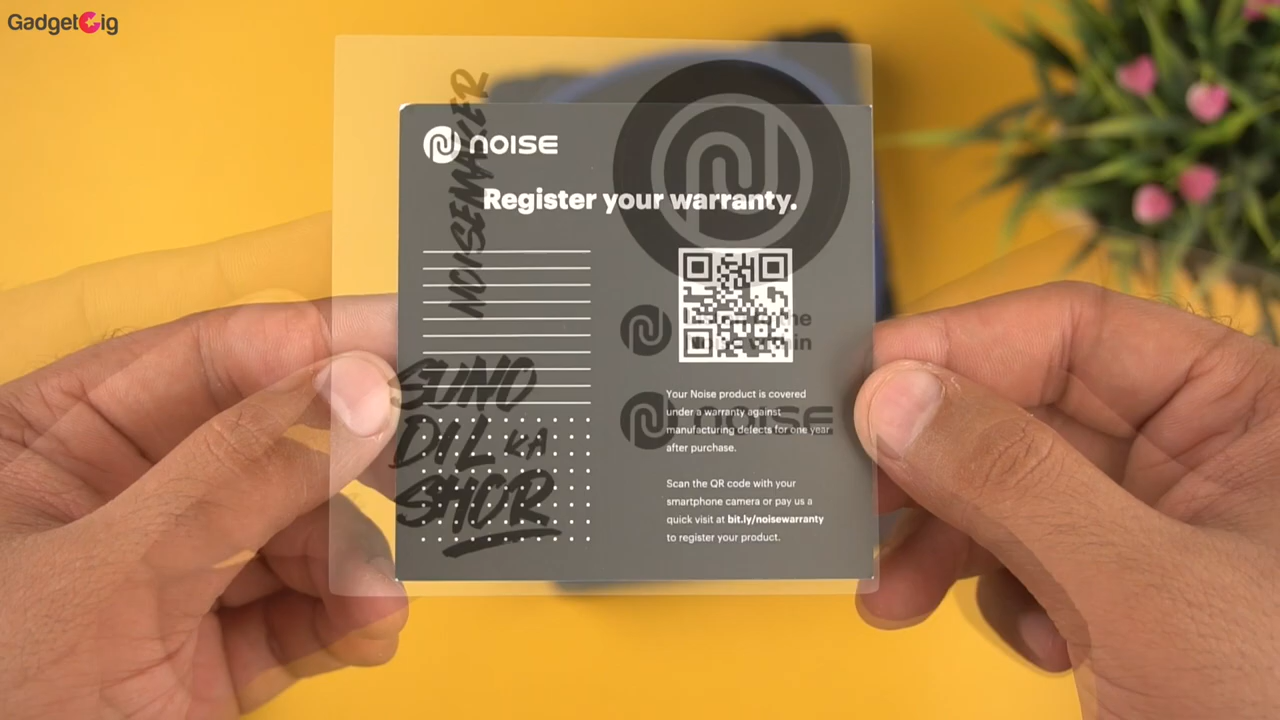 GadgetGig
NOISEMAKER
NOISE
Register your warranty.
Your Noise product is covered
under a warranty against
manufacturing defects for one year
after purchase.
Scan the QR code with your
smartphone camera or pay us a
quick visit at bit.ly/noisewarranty
to register your product.
SUNO
DIL KA
SHOR
NOISE